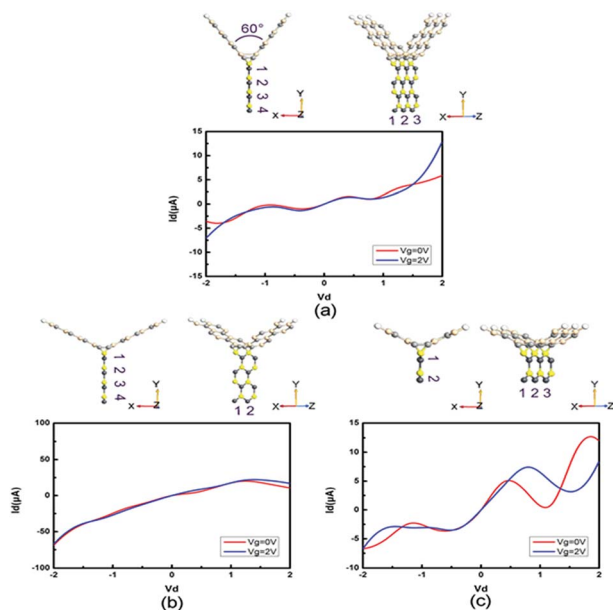 60°
1
2
3
4
Y
X
Z
Y
X
Z
1 2 3
Id(μA)
15
10
5
0
-5
-10
-15
-2
-1
0
1
2
Vg=0V
Vg=2V
Vd
(a)
1
2
3
4
Y
X
Z
Y
X
Z
1 2
Id(μA)
100
50
0
-50
-100
-2
-1
0
1
2
Vg=0V
Vg=2V
Vd
(b)
1
2
Y
X
Z
Y
X
Z
1 2 3
Id(μA)
15
10
5
0
-5
-10
-2
-1
0
1
2
Vg=0V
Vg=2V
Vd
(c)